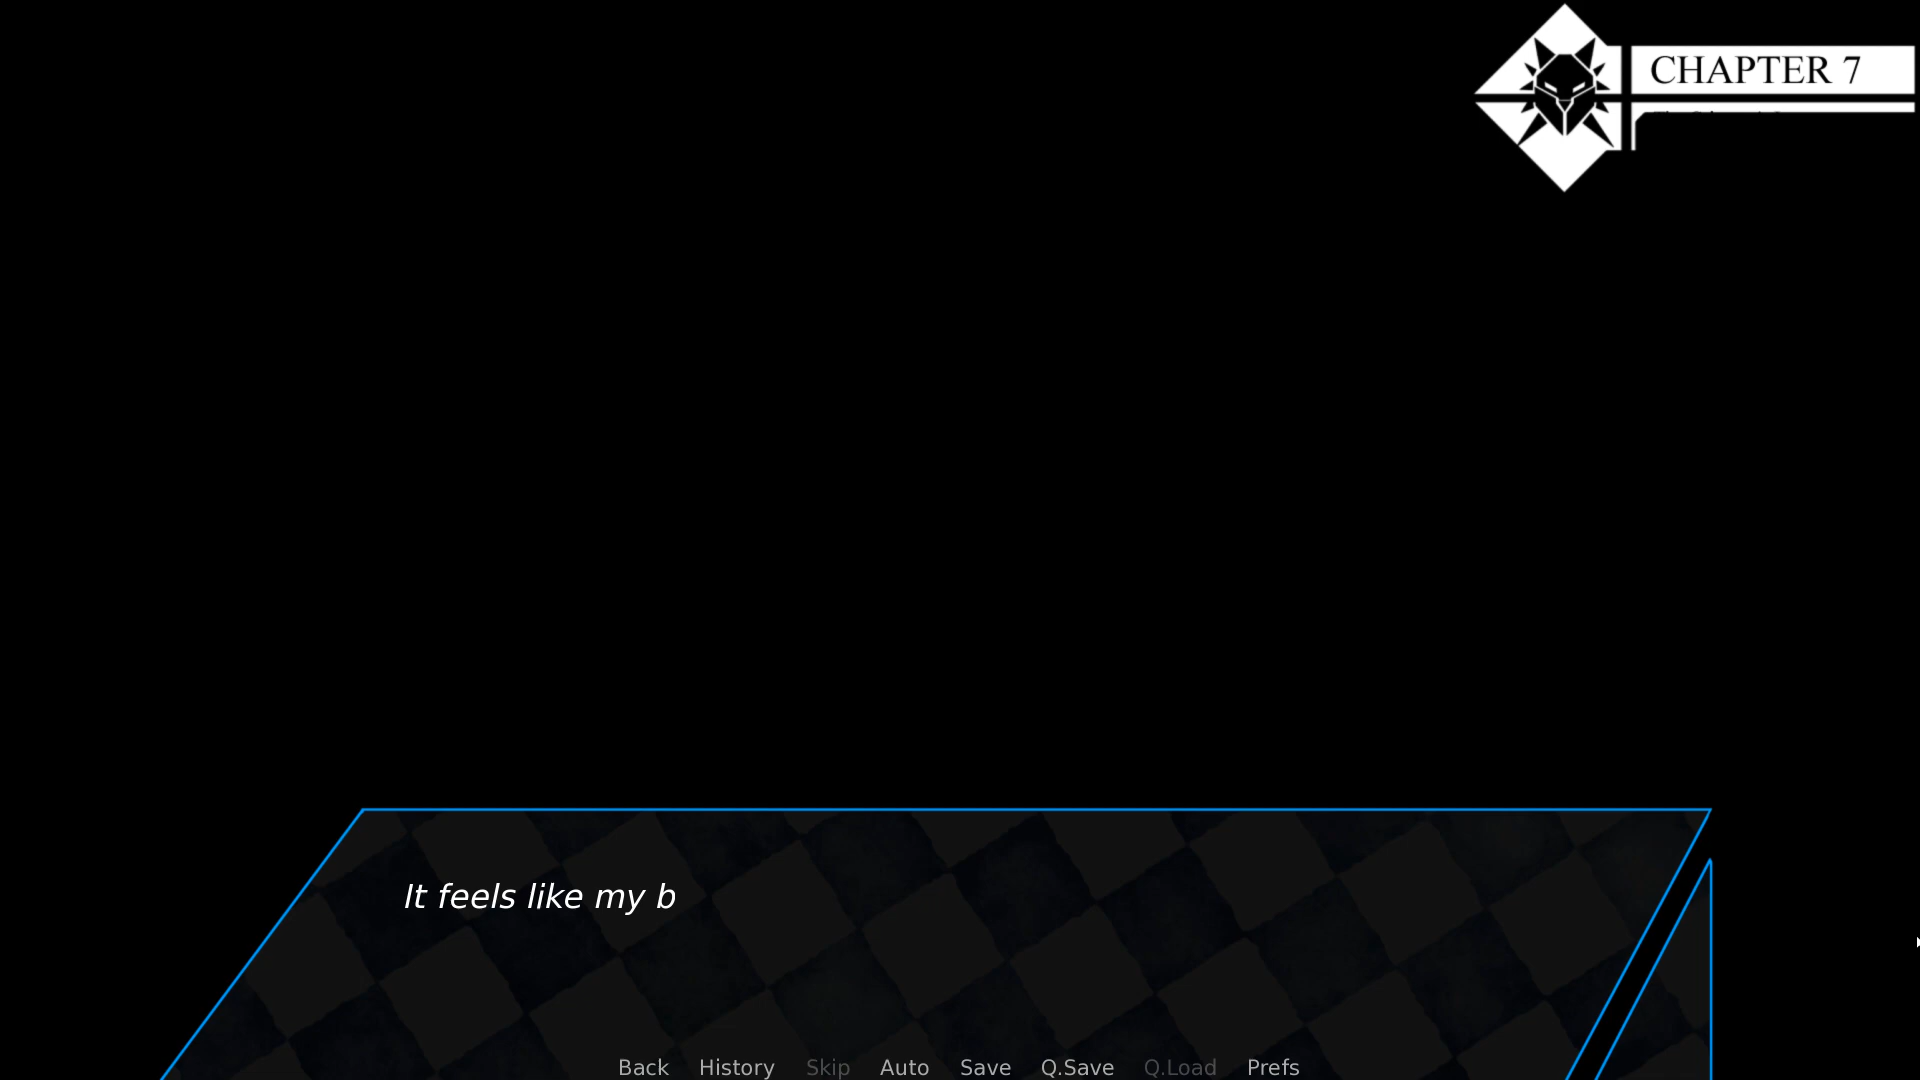 CHAPTER 7
It feels like my b
Back History Skip Auto Save Q.Save Q.Load Prefs